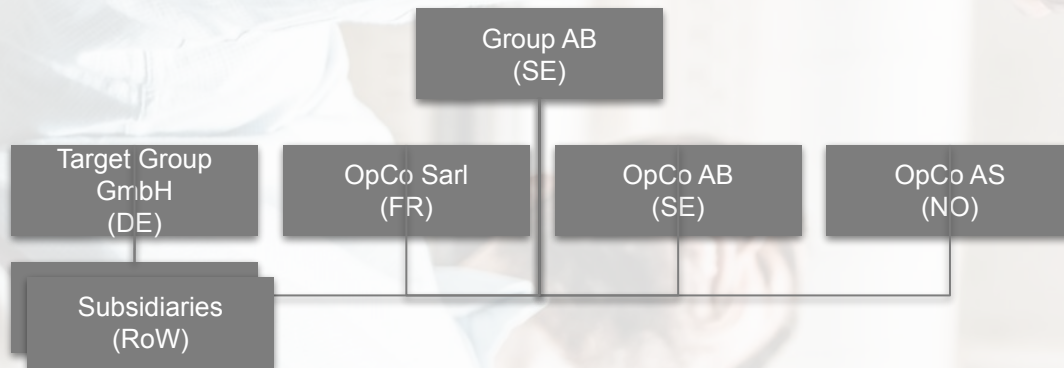 Group AB
(SE)
Target Group
GmbH
(DE)
OpCo Sarl
(FR)
OpCo AB
(SE)
OpCo AS
(NO)
Subsidiaries
(RoW)